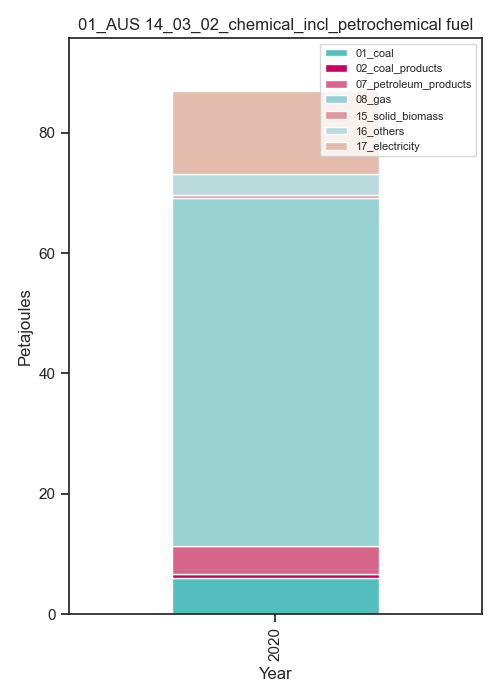 01_AUS 14_03_02_chemical_incl_petrochemical fuel
01_coal
02_coal_products
07_petroleum_products
08_gas
15_solid_biomass
16_others
17_electricity
80
60
40
20
0
Petajoules
2020
Year